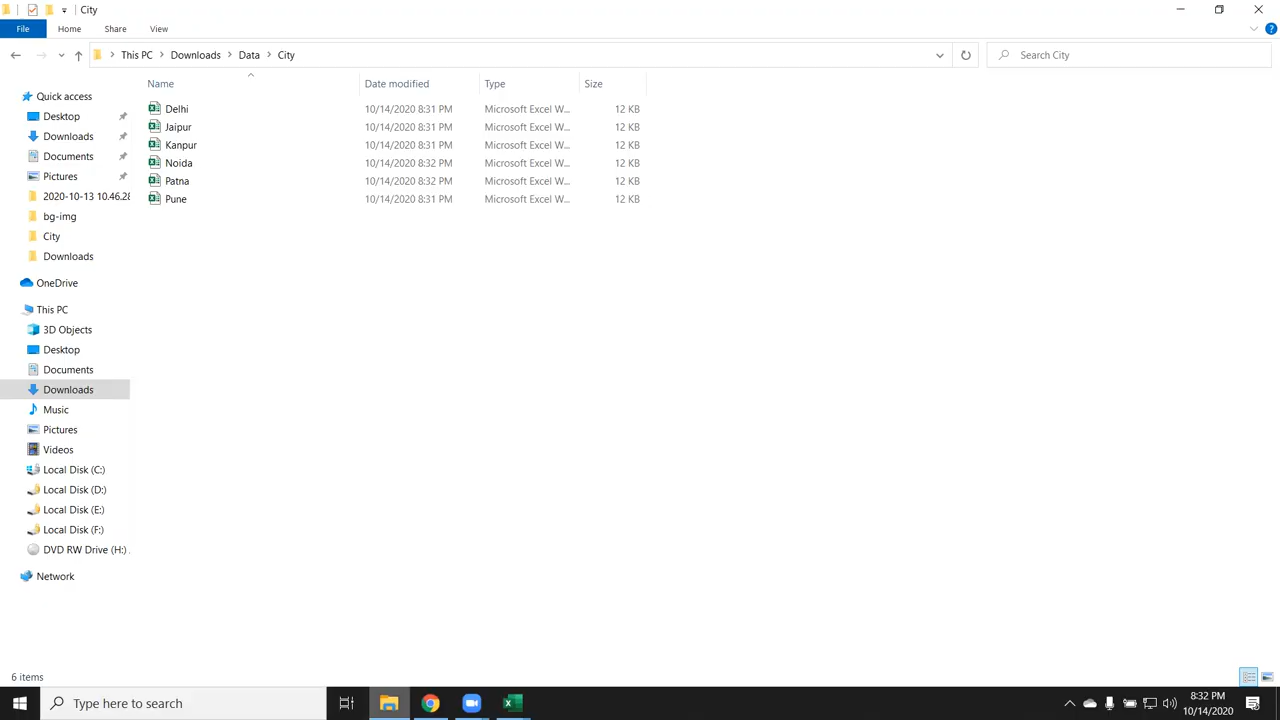 City
File Home Share View
This PC Downloads Data City
Search City
Name Date modified Type Size
Delhi 10/14/2020 8:31 PM Microsoft Excel W... 12 KB
Jaipur 10/14/2020 8:31 PM Microsoft Excel W... 12 KB
Kanpur 10/14/2020 8:31 PM Microsoft Excel W... 12 KB
Noida 10/14/2020 8:32 PM Microsoft Excel W... 12 KB
Patna 10/14/2020 8:32 PM Microsoft Excel W... 12 KB
Pune 10/14/2020 8:31 PM Microsoft Excel W... 12 KB
Quick access
Desktop
Downloads
Documents
Pictures
2020-10-13 10.46.28
bg-img
City
Downloads
OneDrive
This PC
3D Objects
Desktop
Documents
Downloads
Music
Pictures
Videos
Local Disk (C:)
Local Disk (D:)
Local Disk (E:)
Local Disk (F:)
DVD RW Drive (H:) .
Network
6 items
Type here to search
8:32 PM
10/14/2020